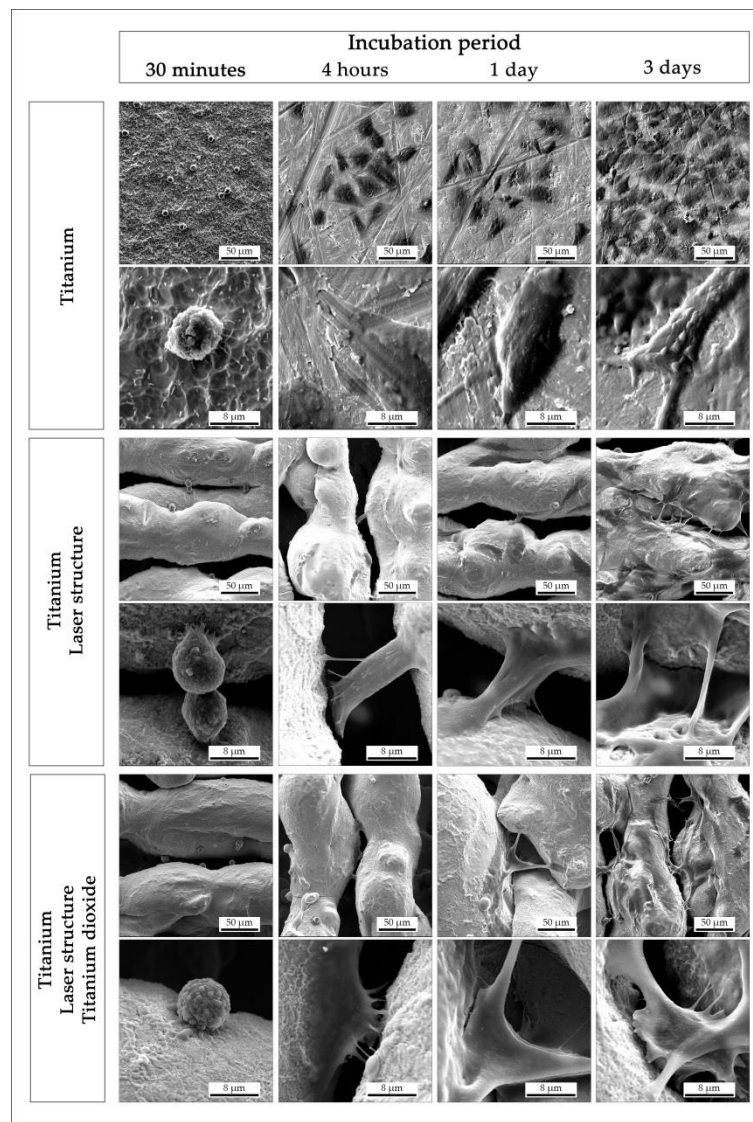 Incubation period
30 minutes 4 hours 1 day 3 days
Titanium
50 µm 50 µm 50 µm 50 µm
8 µm 8 µm 8 µm 8 µm
Titanium
Laser structure
50 µm 50 µm 50 µm 50 µm
8 µm 8 µm 8 µm 8 µm
Titanium
Laser structure
Titanium dioxide
50 µm 50 µm 50 µm 50 µm
8 µm 8 µm 8 µm 8 µm